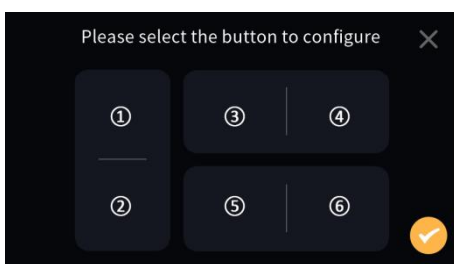 Please select the button to configure
① ③ ④
② ⑤ ⑥